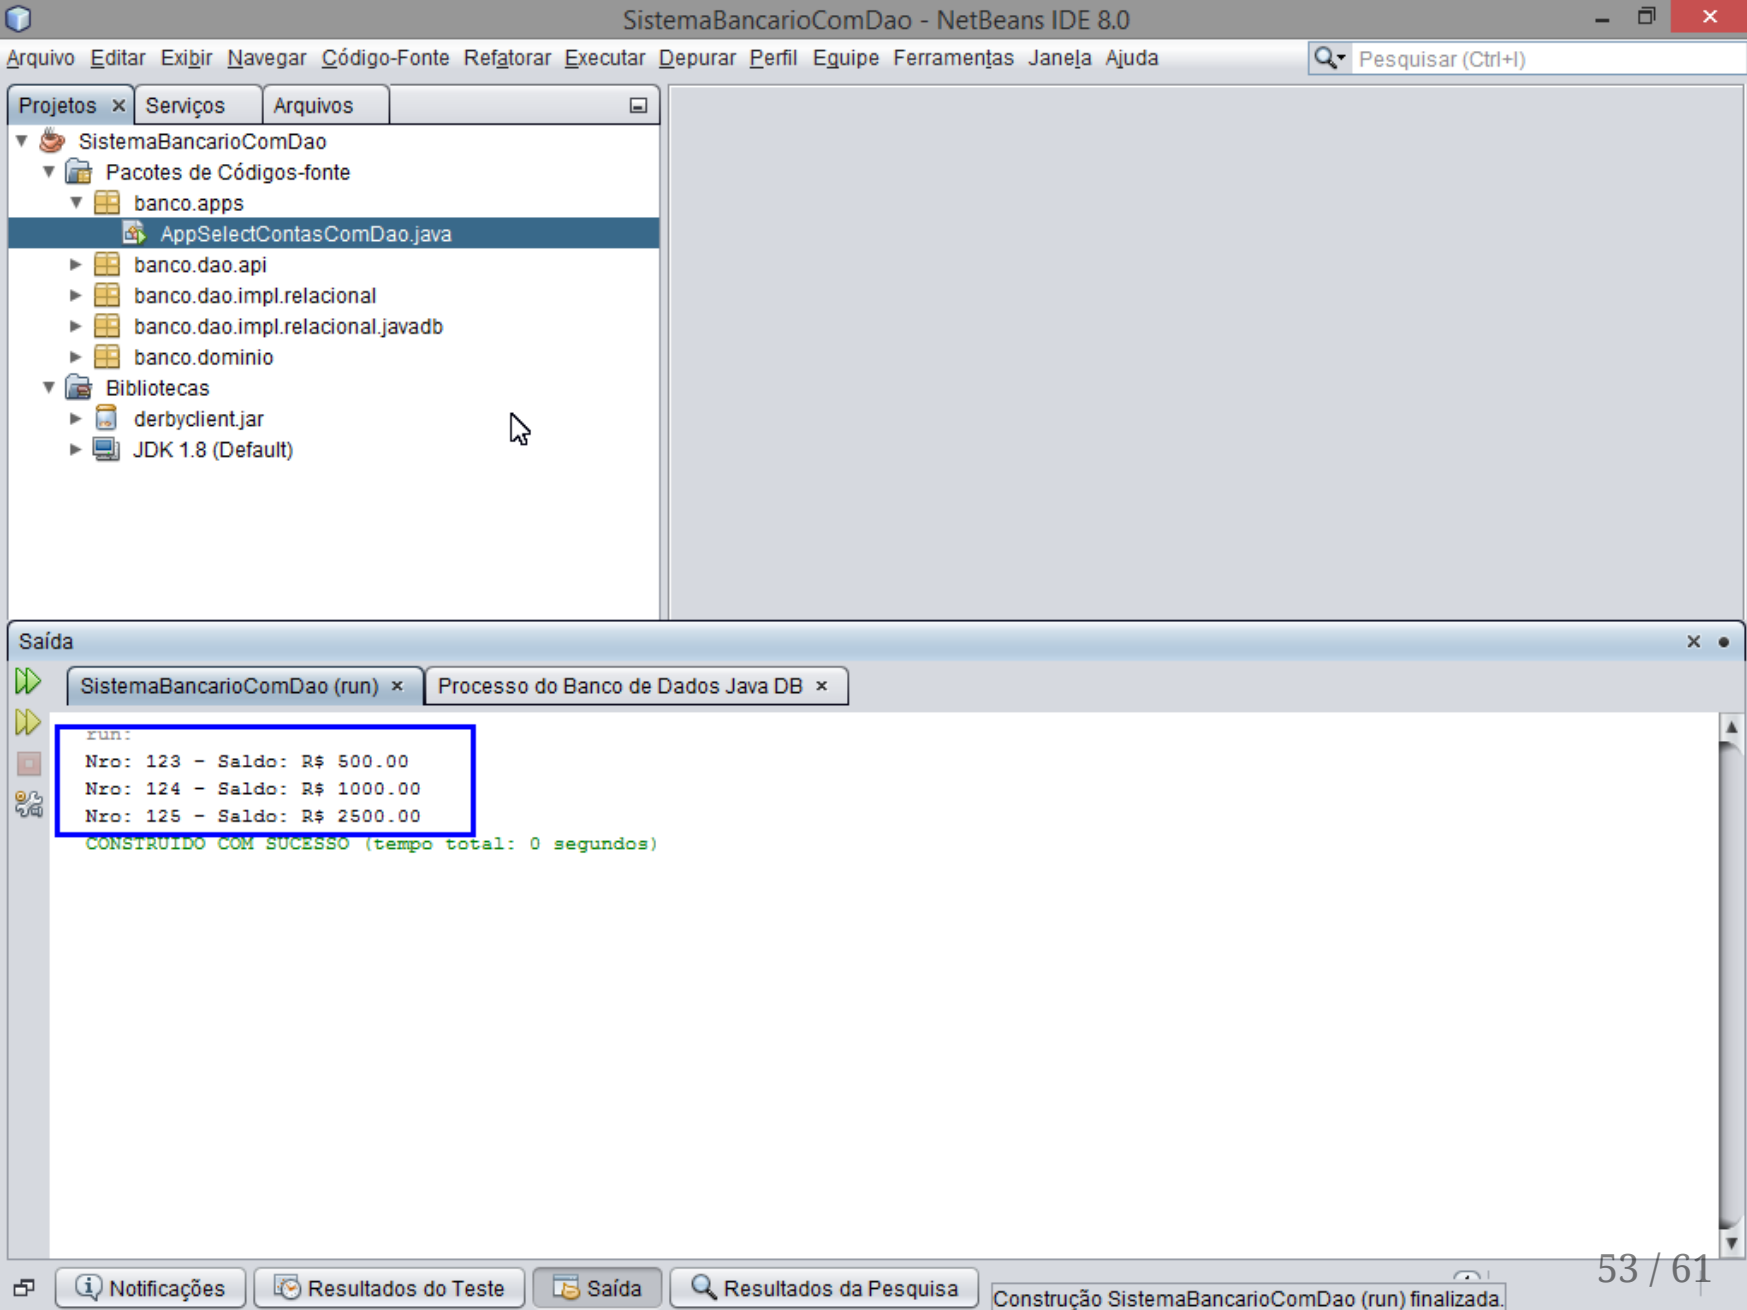 SistemaBancarioComDao - NetBeans IDE 8.0
Arquivo Editar Exibir Navegar Código-Fonte Refatorar Executar Depurar Perfil Equipe Ferramentas Janela Ajuda Pesquisar (Ctrl+I)
Projetos Serviços Arquivos
SistemaBancarioComDao
Pacotes de Códigos-fonte
banco.apps
AppSelectContasComDao.java
banco.dao.api
banco.dao.impl.relacional
banco.dao.impl.relacional.javadb
banco.dominio
Bibliotecas
derbyclient.jar
JDK 1.8 (Default)
Saída
SistemaBancarioComDao (run) Processo do Banco de Dados Java DB
run:
Nro: 123 - Saldo: R$ 500.00
Nro: 124 - Saldo: R$ 1000.00
Nro: 125 - Saldo: R$ 2500.00
CONSTRUÍDO COM SUCESSO (tempo total: 0 segundos)
53 / 61
Notificações Resultados do Teste Saída Resultados da Pesquisa Construção SistemaBancarioComDao (run) finalizada.